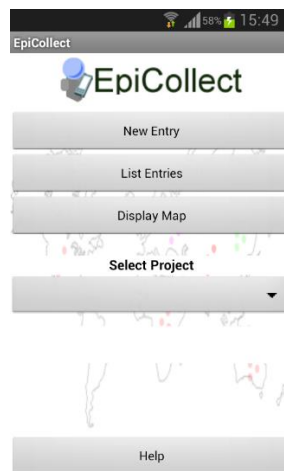 58% 15:49
EpiCollect
EpiCollect
New Entry
List Entries
Display Map
Select Project
Help